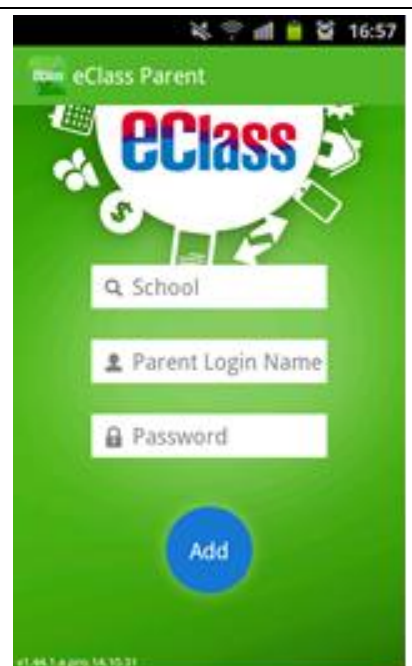 16:57
eClass Parent
eClass
School
Parent Login Name
Password
Add